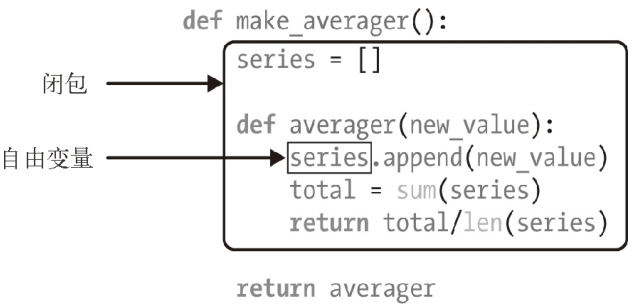 def make_averager():
series = []
闭包
def averager(new_value):
自由变量
series.append(new_value)
total = sum(series)
return total/len(series)
return averager